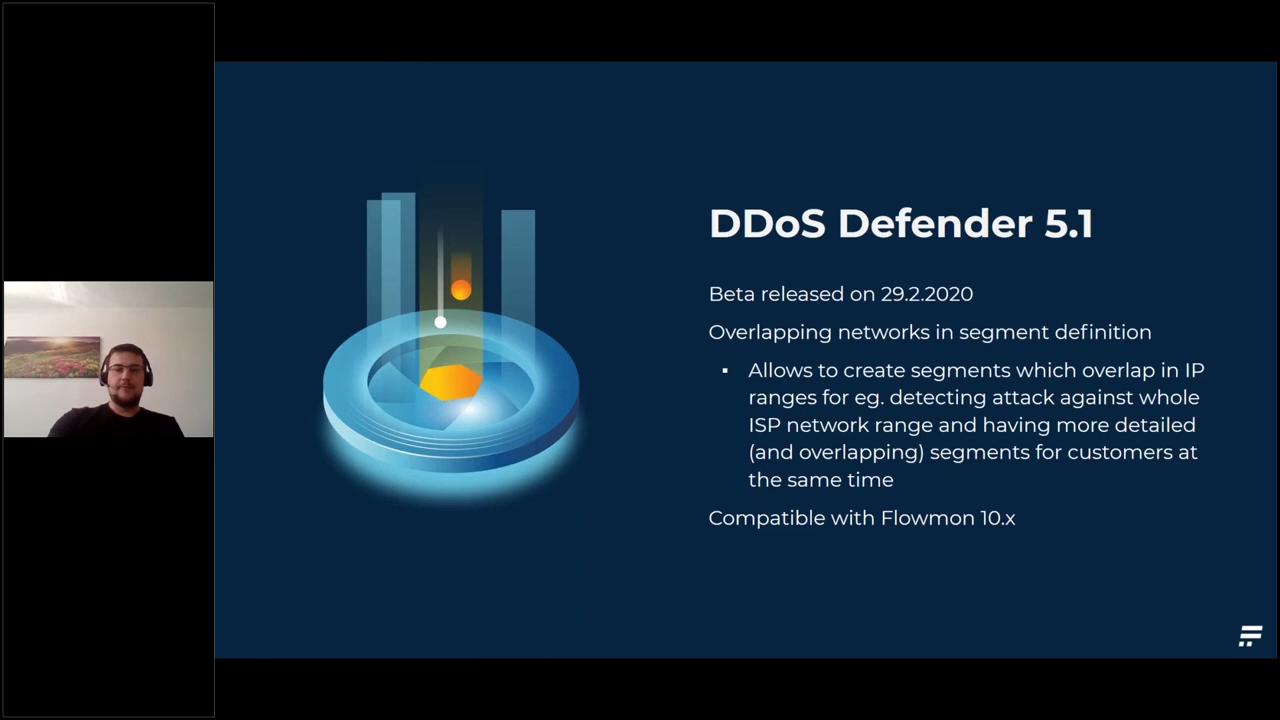 DDoS Defender 5.1
Beta released on 29.2.2020
Overlapping networks in segment definition
▪ Allows to create segments which overlap in IP
ranges for eg. detecting attack against whole
ISP network range and having more detailed
(and overlapping) segments for customers at
the same time
Compatible with Flowmon 10.x